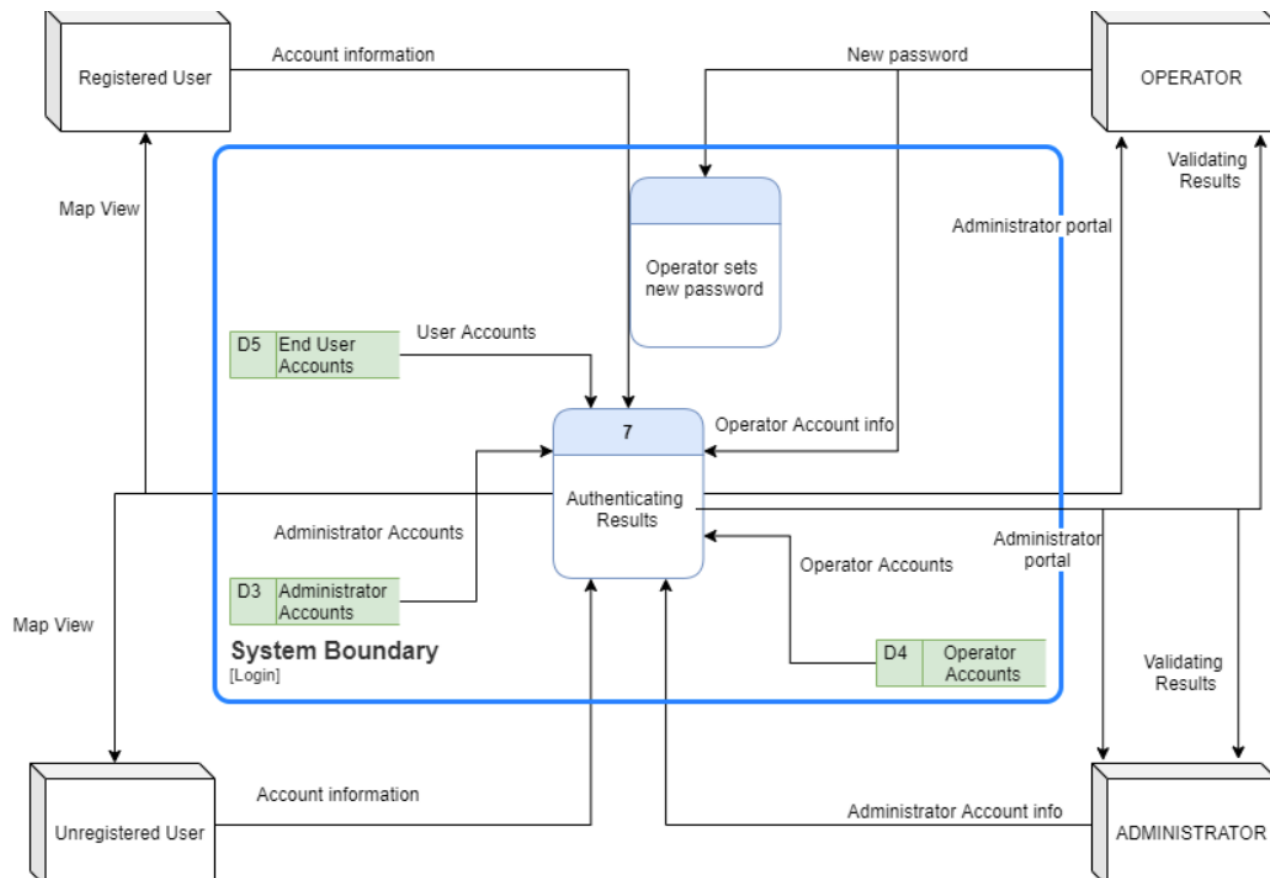 Account information
New password
Registered User
OPERATOR
Validating
Results
Map View
Administrator portal
Operator sets
new password
User Accounts
D5
End User
Accounts
Operator Account info
7
Authenticating
Results
Administrator Accounts
Administrator
portal
Operator Accounts
D3
Administrator
Accounts
Map View
System Boundary
[Login]
D4
Operator
Accounts
Validating
Results
Account information
Administrator Account info
Unregistered User
ADMINISTRATOR